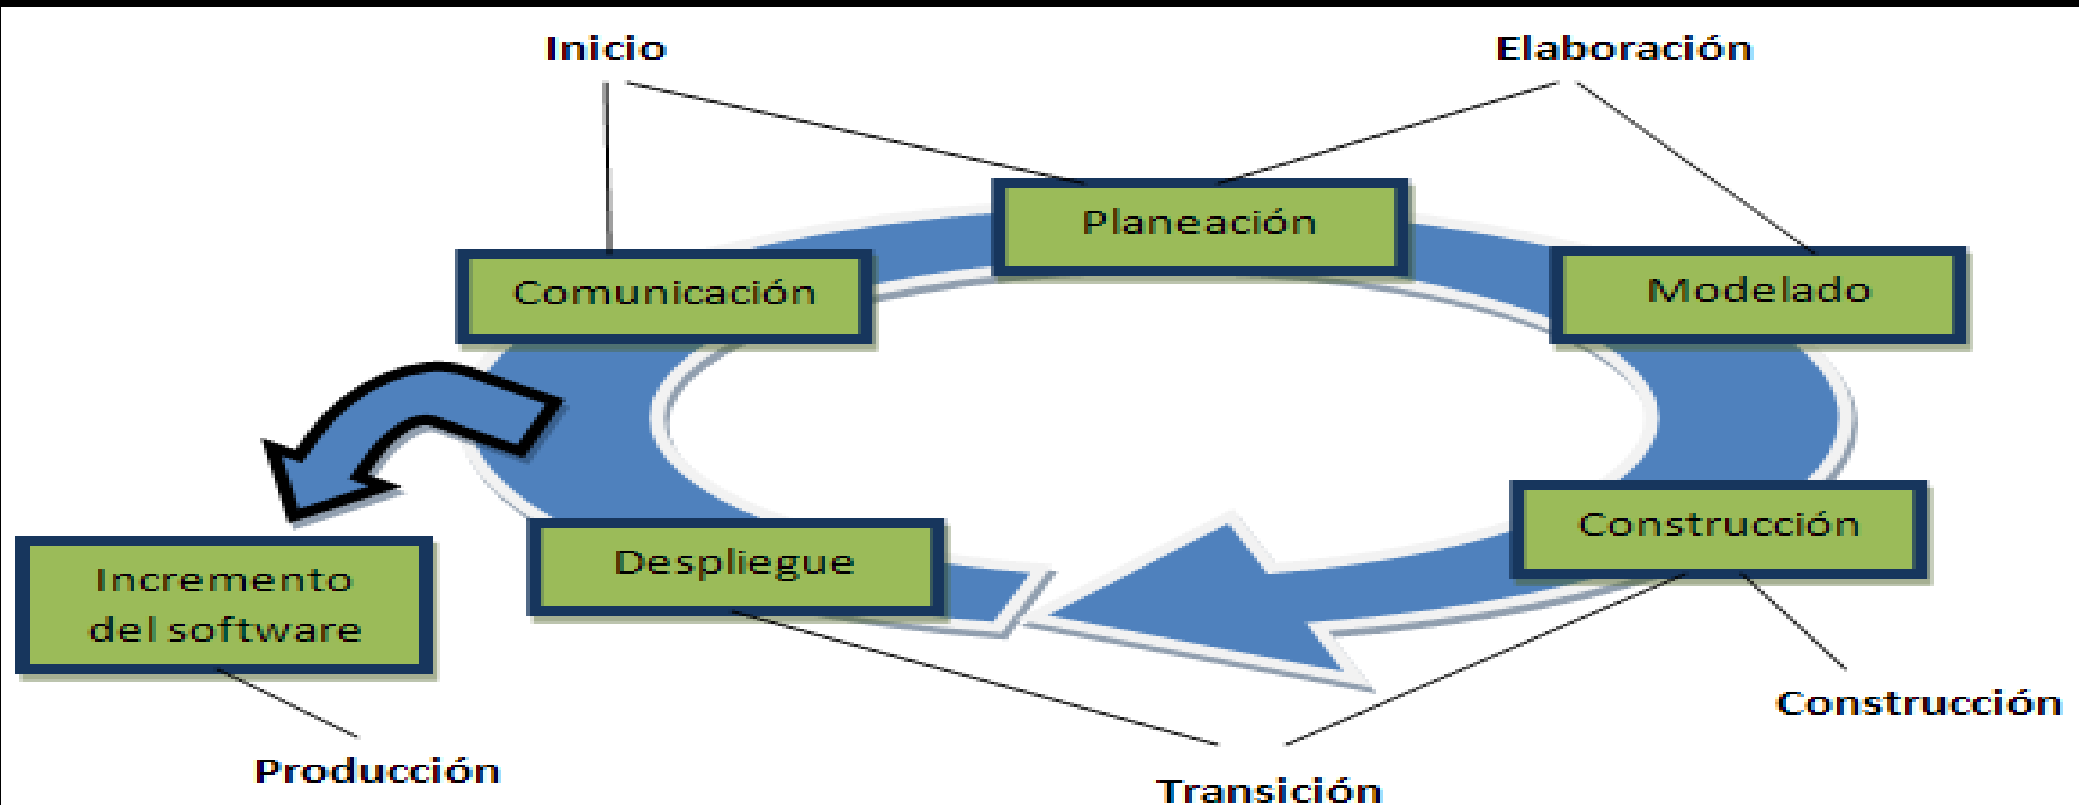 Inicio
Elaboración
Planeación
Comunicación
Modelado
Construcción
Despliegue
Incremento
del software
Construcción
Producción
Transición